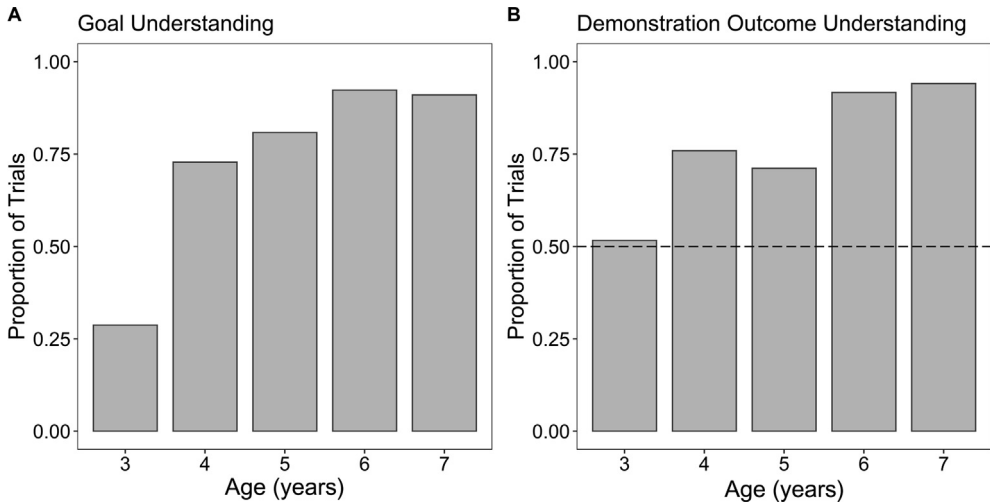 A
Goal Understanding
Proportion of Trials
1.00
0.75
0.50
0.25
0.00
3 4 5 6 7
Age (years)
B
Demonstration Outcome Understanding
Proportion of Trials
1.00
0.75
0.50
0.25
0.00
3 4 5 6 7
Age (years)